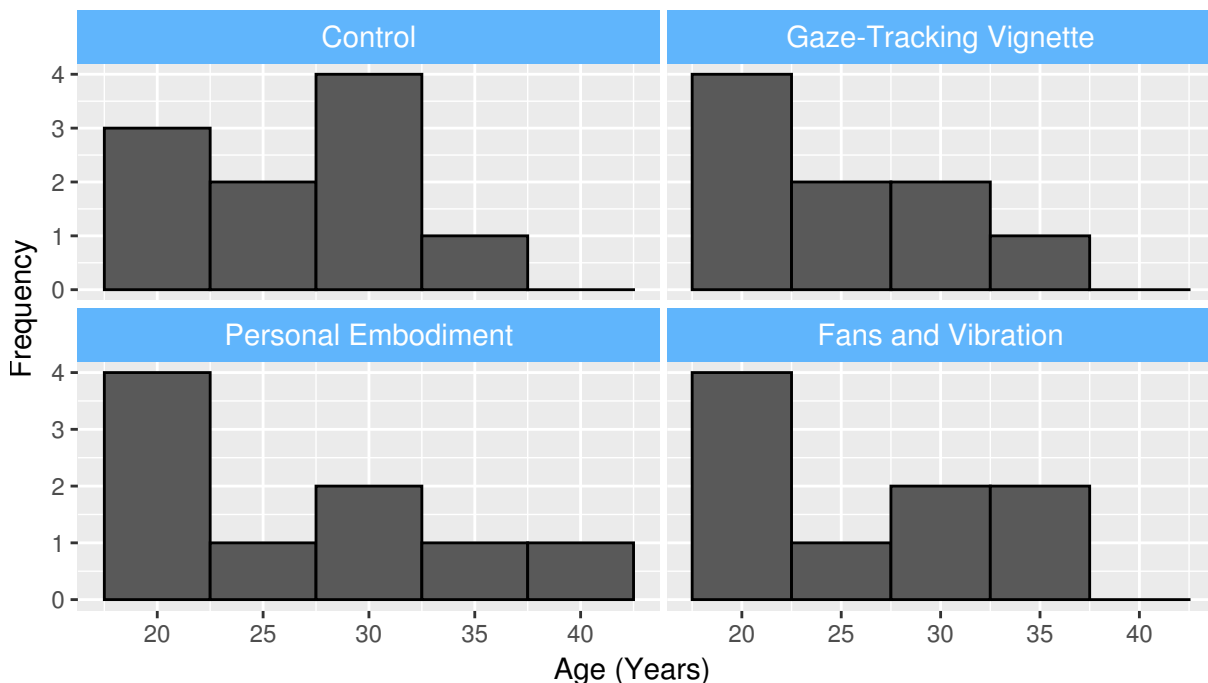 Control
Gaze-Tracking Vignette
4
3
2
1
0
Personal Embodiment
Fans and Vibration
4
3
2
1
0
Frequency
20 25 30 35 40
20 25 30 35 40
Age (Years)